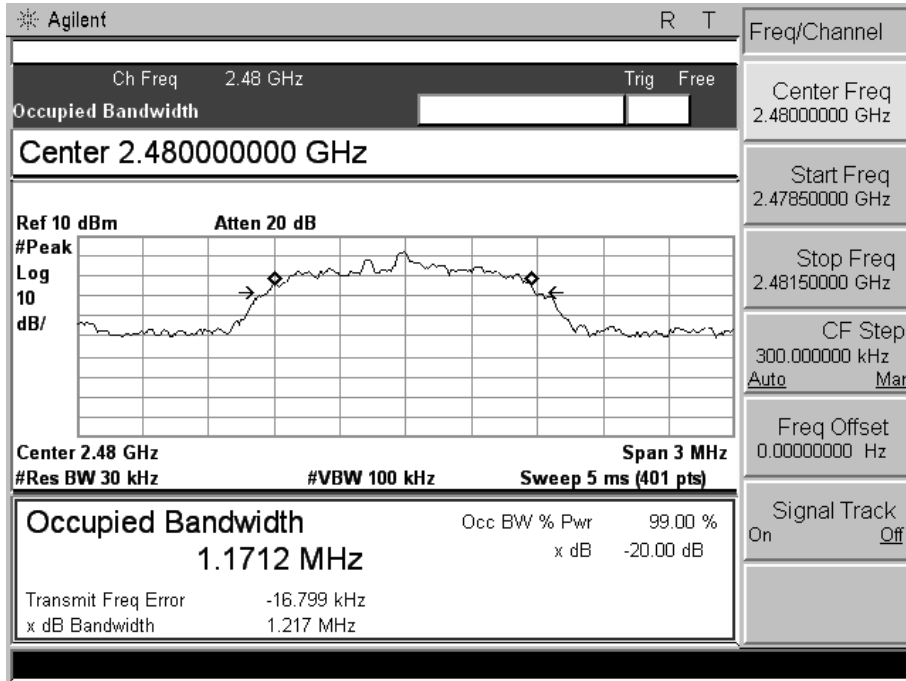 Agilent R T
Ch Freq 2.48 GHz Trig Free
Occupied Bandwidth
Center 2.480000000 GHz
Ref 10 dBm Atten 20 dB
#Peak
Log
10
dB/
Center 2.48 GHz Span 3 MHz
#Res BW 30 kHz #VBW 100 kHz Sweep 5 ms (401 pts)
Occupied Bandwidth Occ BW % Pwr 99.00 %
1.1712 MHz x dB -20.00 dB
Transmit Freq Error -16.799 kHz
x dB Bandwidth 1.217 MHz
Freq/Channel
Center Freq
2.48000000 GHz
Start Freq
2.47850000 GHz
Stop Freq
2.48150000 GHz
CF Step
300.000000 kHz
Auto Man
Freq Offset
0.00000000 Hz
Signal Track
On Off